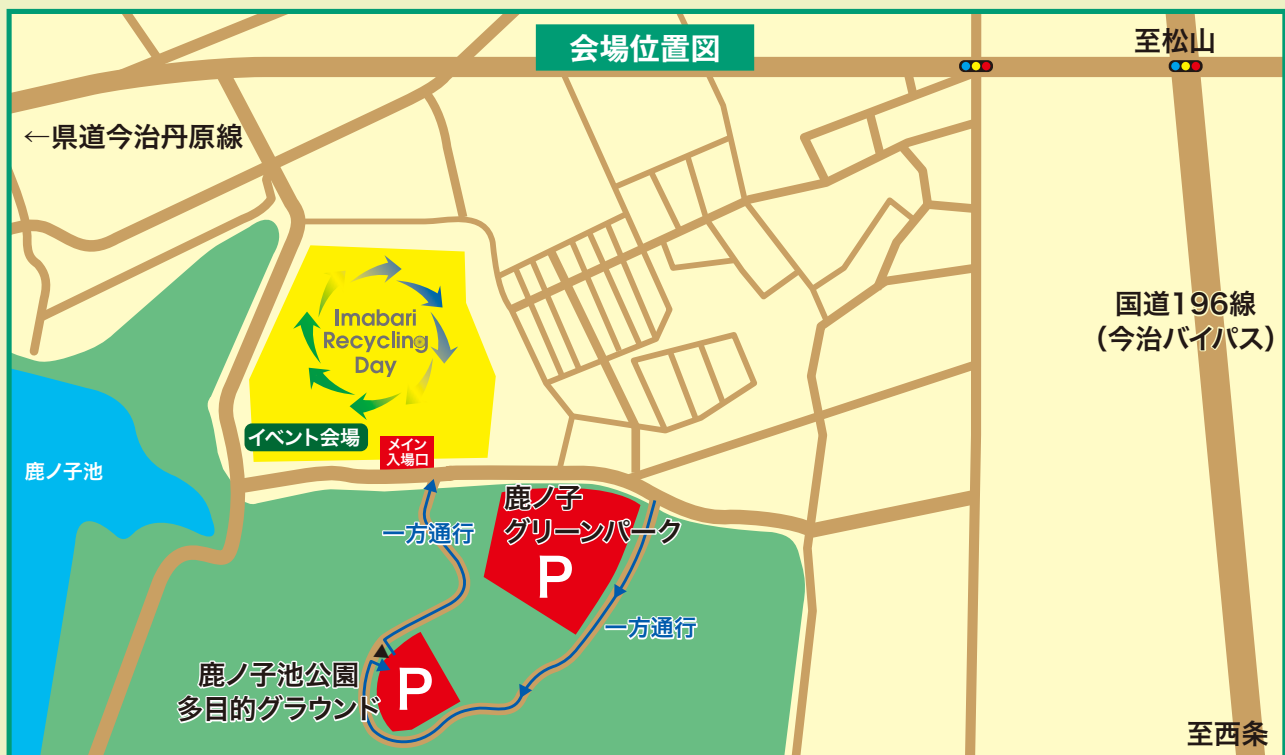 会場位置図
至松山
←県道今治丹原線
国道196線
（今治バイパス）
Imabari
Recycling
Day
イベント会場
メイン
入場口
鹿ノ子池
鹿ノ子
グリーンパーク
P
一方通行
一方通行
鹿ノ子池公園
多目的グラウンド
P
至西条